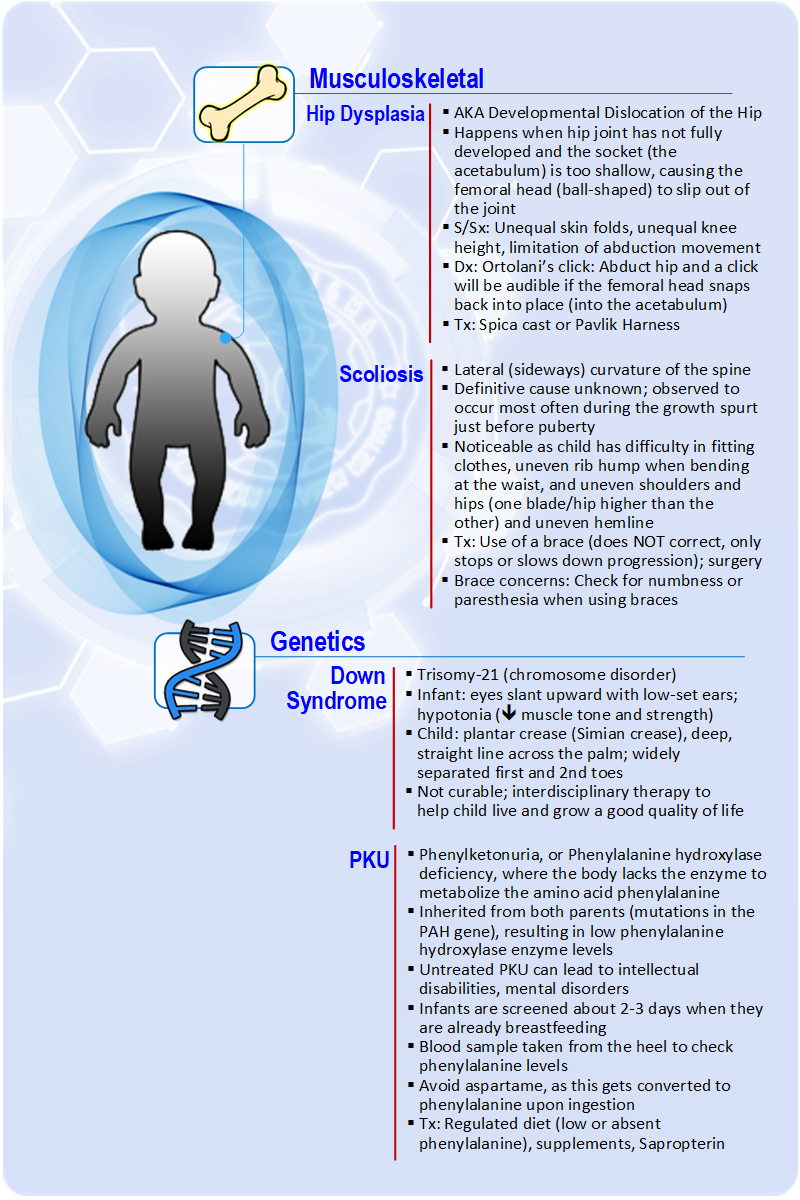 Musculoskeletal
Hip Dysplasia
▪ AKA Developmental Dislocation of the Hip
▪ Happens when hip joint has not fully
developed and the socket (the
acetabulum) is too shallow, causing the
femoral head (ball-shaped) to slip out of
the joint
▪ S/Sx: Unequal skin folds, unequal knee
height, limitation of abduction movement
▪ Dx: Ortolani's click: Abduct hip and a click
will be audible if the femoral head snaps
back into place (into the acetabulum)
▪ Tx: Spica cast or Pavlik Harness
Scoliosis
▪ Lateral (sideways) curvature of the spine
▪ Definitive cause unknown; observed to
occur most often during the growth spurt
just before puberty
▪ Noticeable as child has difficulty in fitting
clothes, uneven rib hump when bending
at the waist, and uneven shoulders and
hips (one blade/hip higher than the
other) and uneven hemline
▪ Tx: Use of a brace (does NOT correct, only
stops or slows down progression); surgery
▪ Brace concerns: Check for numbness or
paresthesia when using braces
Genetics
Down
Syndrome
▪ Trisomy-21 (chromosome disorder)
▪ Infant: eyes slant upward with low-set ears;
hypotonia (🡻 muscle tone and strength)
▪ Child: plantar crease (Simian crease), deep,
straight line across the palm; widely
separated first and 2nd toes
▪ Not curable; interdisciplinary therapy to
help child live and grow a good quality of life
PKU
▪ Phenylketonuria, or Phenylalanine hydroxylase
deficiency, where the body lacks the enzyme to
metabolize the amino acid phenylalanine
▪ Inherited from both parents (mutations in the
PAH gene), resulting in low phenylalanine
hydroxylase enzyme levels
▪ Untreated PKU can lead to intellectual
disabilities, mental disorders
▪ Infants are screened about 2-3 days when they
are already breastfeeding
▪ Blood sample taken from the heel to check
phenylalanine levels
▪ Avoid aspartame, as this gets converted to
phenylalanine upon ingestion
▪ Tx: Regulated diet (low or absent
phenylalanine), supplements, Sapropterin